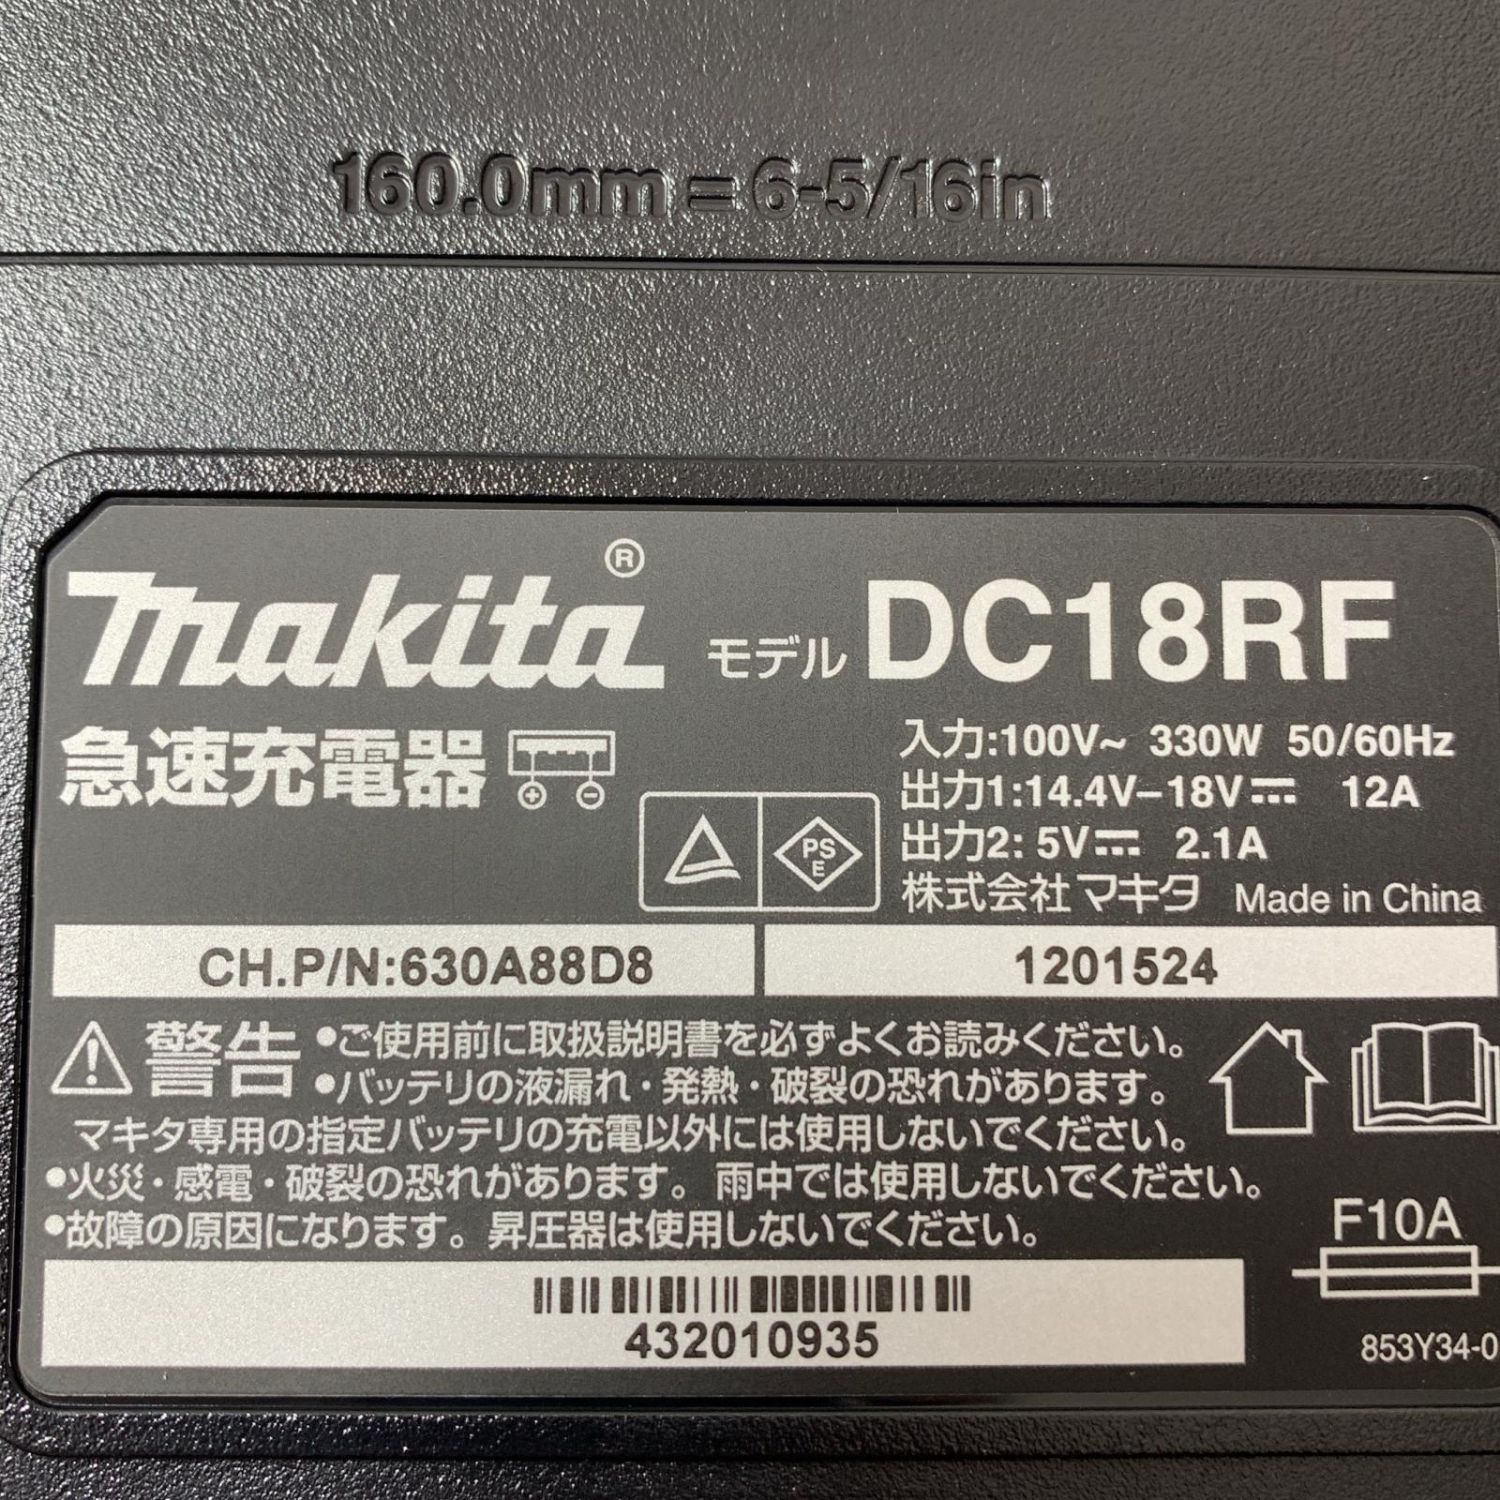 160.0mm = 6-5/16in
makita® モデル DC18RF
急速充電器
入力:100V~ 330W 50/60Hz
出力1:14.4V–18V⎓ 12A
出力2: 5V⎓ 2.1A
PS
E
株式会社マキタ Made in China
CH.P/N:630A88D8
1201524
警告
•ご使用前に取扱説明書を必ずよくお読みください。
•バッテリの液漏れ・発熱・破裂の恐れがあります。
マキタ専用の指定バッテリの充電以外には使用しないでください。
•火災・感電・破裂の恐れがあります。雨中では使用しないでください。
•故障の原因になります。昇圧器は使用しないでください。
F10A
432010935
853Y34-0